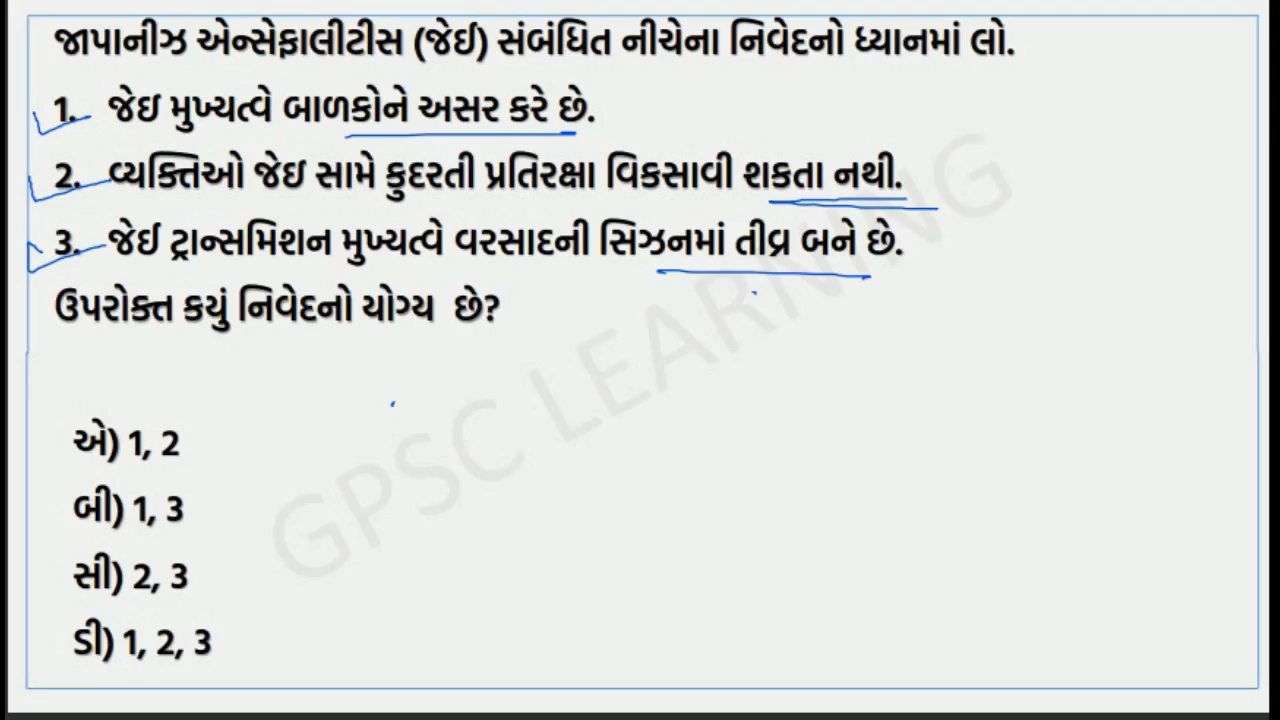 જાપાનીઝ એન્સેફાલીટીસ (જેઈ) સંબંધિત નીચેના નિવેદનો ધ્યાનમાં લો.
1. જેઇ મુખ્યત્વે બાળકોને અસર કરે છે.
2. વ્યક્તિઓ જેઇ સામે કુદરતી પ્રતિરક્ષા વિકસાવી શકતા નથી.
3. જેઈ ટ્રાન્સમિશન મુખ્યત્વે વરસાદની સિઝનમાં તીવ્ર બને છે.
ઉપરોક્ત કયું નિવેદનો યોગ્ય છે?
એ) 1, 2
બી) 1, 3
સી) 2, 3
ડી) 1, 2, 3
GPSC LEARNING